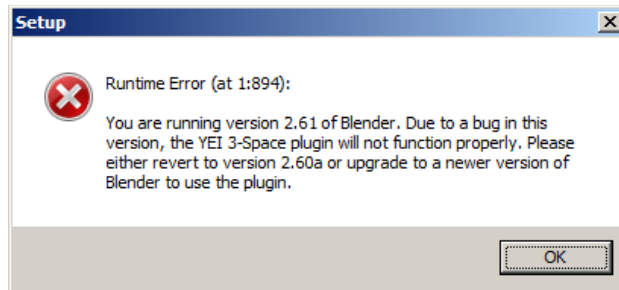 Setup
Runtime Error (at 1:894):
You are running version 2.61 of Blender. Due to a bug in this
version, the YEI 3-Space plugin will not function properly. Please
either revert to version 2.60a or upgrade to a newer version of
Blender to use the plugin.
OK